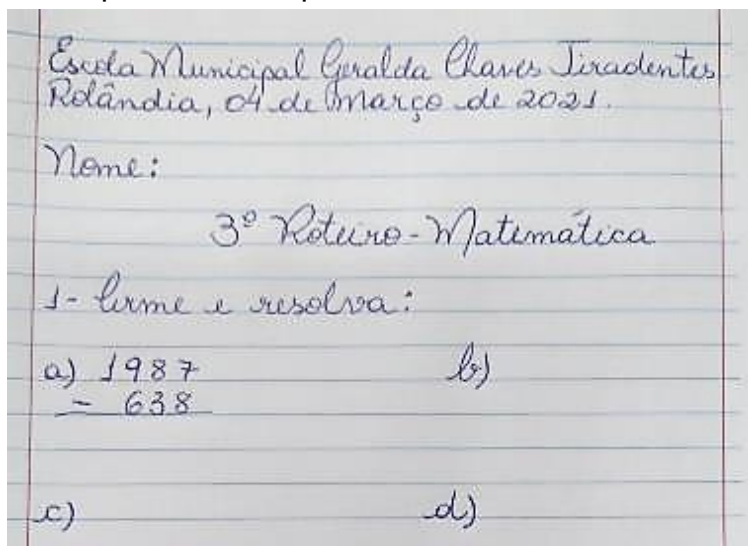 Escola Municipal Geralda Chaves Tiradentes
Rolândia, 04 de março de 2021.
Nome:
3º Roteiro - Matemática
1- Arme e resolva:
a) 1987 b)
- 638
c) d)